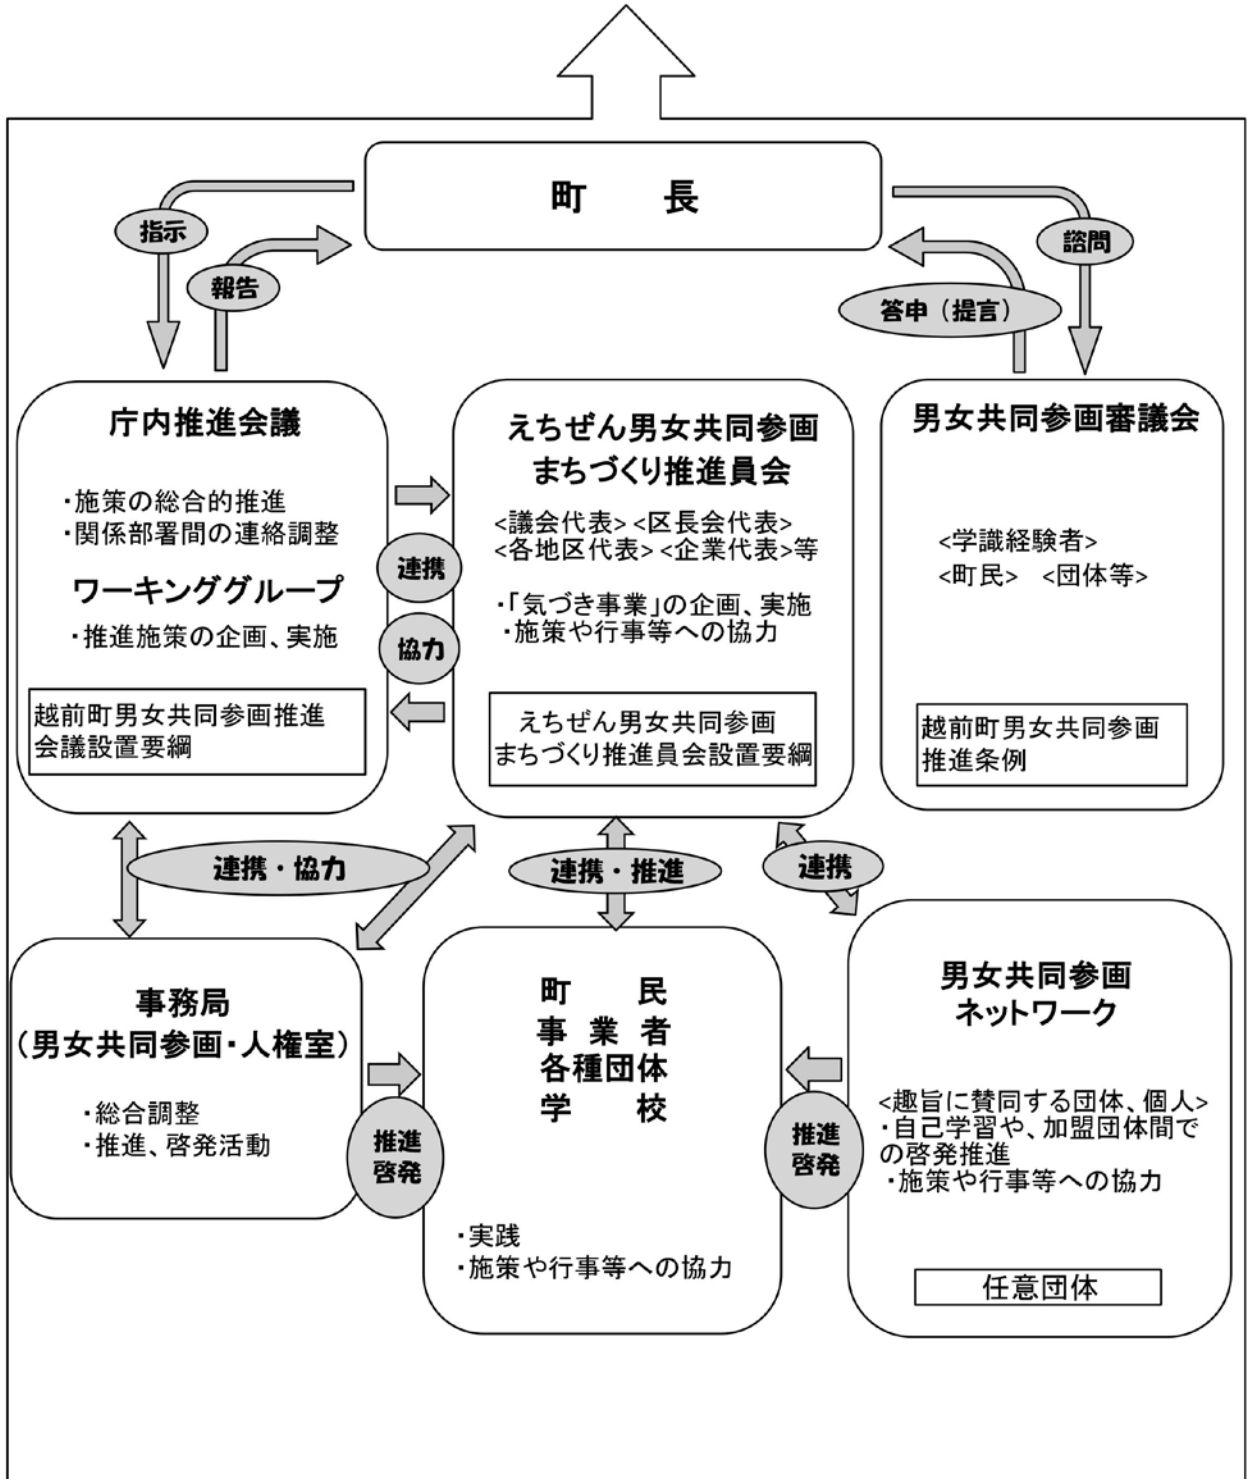 町　　長
指示
報告
諮問
答申（提言）
庁内推進会議
・施策の総合的推進
・関係部署間の連絡調整
ワーキンググループ
・推進施策の企画、実施
越前町男女共同参画推進
会議設置要綱
連携
協力
えちぜん男女共同参画
まちづくり推進員会
<議会代表> <区長会代表>
<各地区代表> <企業代表>等
・「気づき事業」の企画、実施
・施策や行事等への協力
えちぜん男女共同参画
まちづくり推進員会設置要綱
男女共同参画審議会
<学識経験者>
<町民>　<団体等>
越前町男女共同参画
推進条例
連携・協力
連携・推進
連携
事務局
（男女共同参画・人権室）
・総合調整
・推進、啓発活動
推進
啓発
町　　民
事　業　者
各種団体
学　　校
・実践
・施策や行事等への協力
推進
啓発
男女共同参画
ネットワーク
<趣旨に賛同する団体、個人>
・自己学習や、加盟団体間で
の啓発推進
・施策や行事等への協力
任意団体